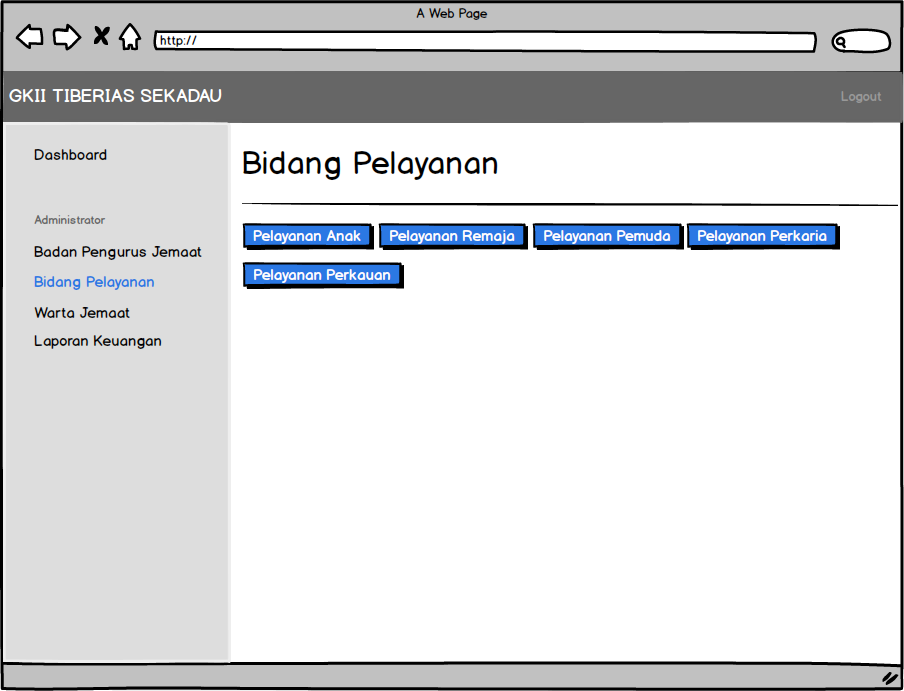 A Web Page
http://
GKII TIBERIAS SEKADAU
Logout
Dashboard
Administrator
Badan Pengurus Jemaat
Bidang Pelayanan
Warta Jemaat
Laporan Keuangan
Bidang Pelayanan
Pelayanan Anak Pelayanan Remaja Pelayanan Pemuda Pelayanan Perkaria
Pelayanan Perkauan